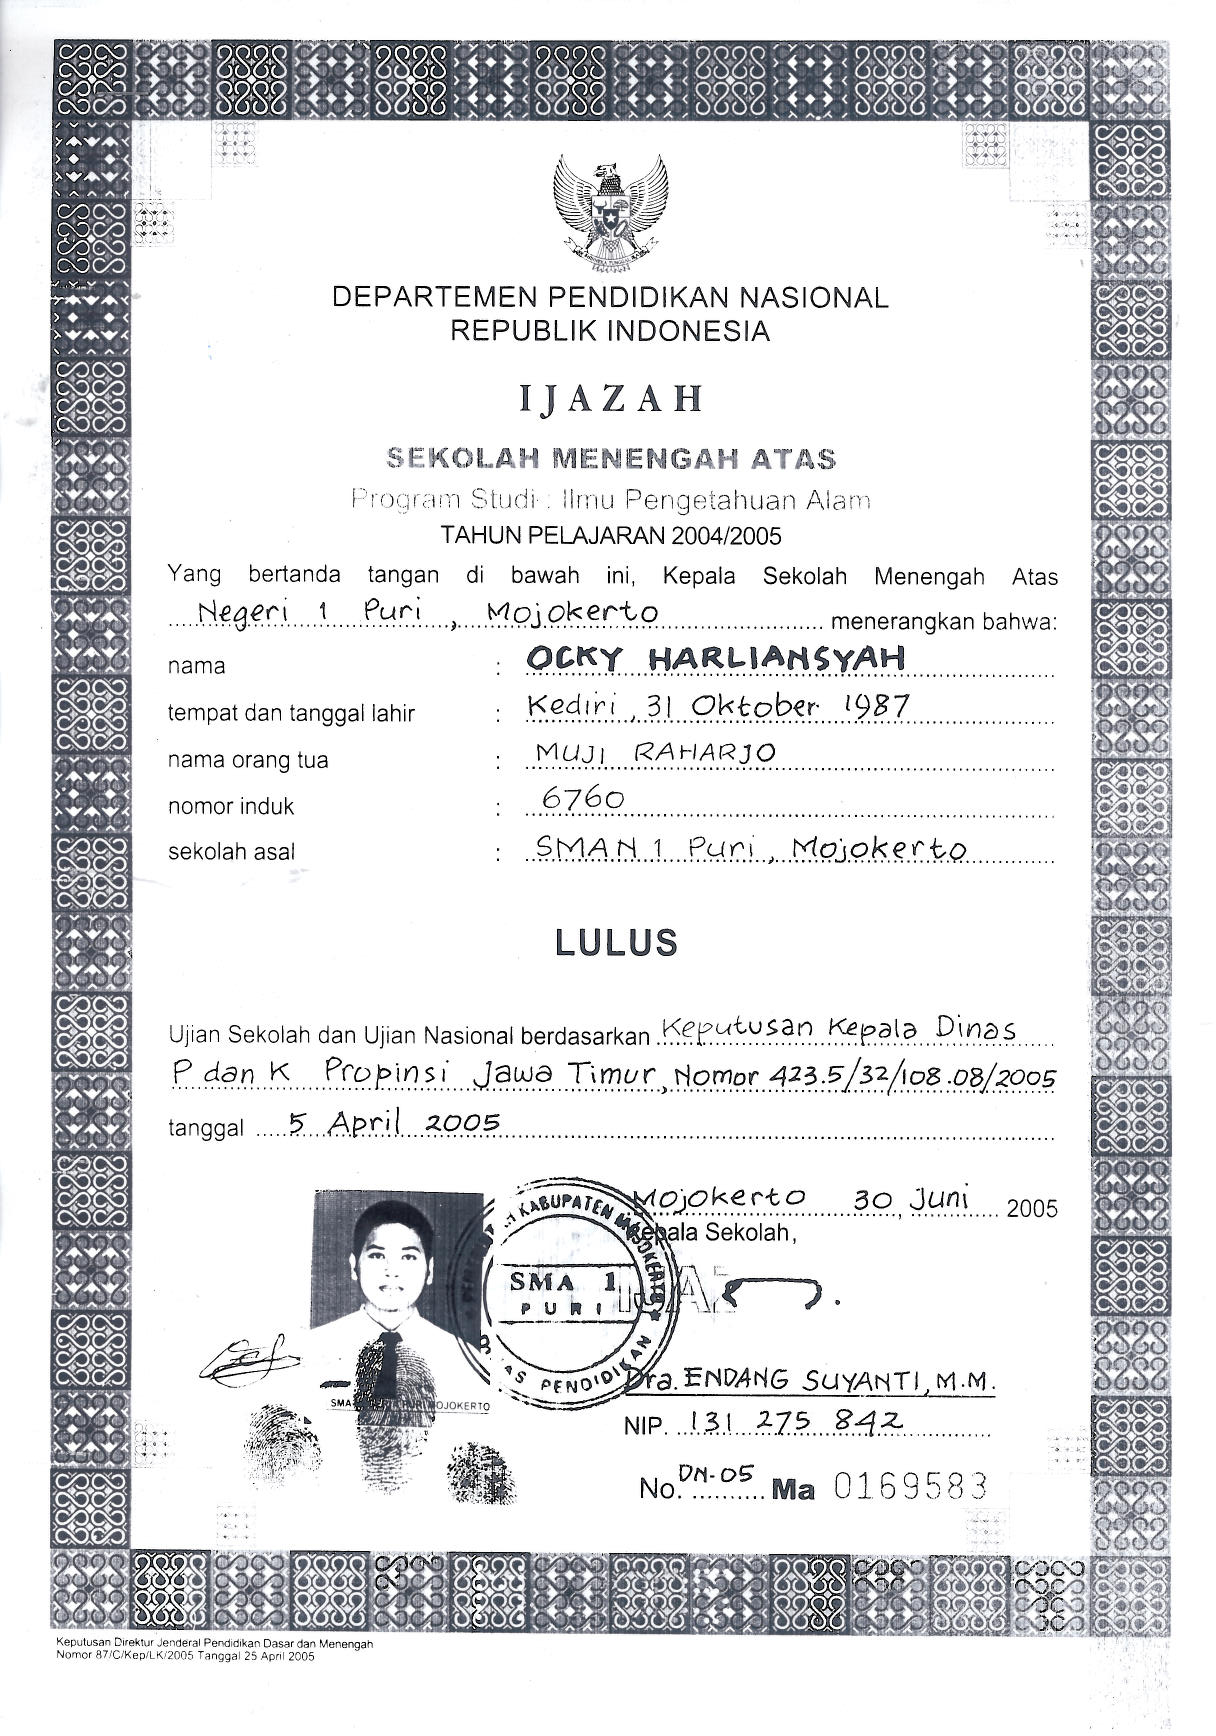 DEPARTEMEN PENDIDIKAN NASIONAL
REPUBLIK INDONESIA
IJAZAH
SEKOLAH MENENGAH ATAS
Program Studi : Ilmu Pengetahuan Alam
TAHUN PELAJARAN 2004/2005
Yang bertanda tangan di bawah ini, Kepala Sekolah Menengah Atas
Negeri 1 Puri, Mojokerto menerangkan bahwa:
nama : OCKY HARLIANSYAH
tempat dan tanggal lahir : Kediri, 31 Oktober 1987
nama orang tua : MUJI RAHARJO
nomor induk : 6760
sekolah asal : SMAN 1 Puri, Mojokerto
LULUS
Ujian Sekolah dan Ujian Nasional berdasarkan Keputusan Kepala Dinas
P dan K Propinsi Jawa Timur, Nomor 423.5/32/108.08/2005
tanggal 5 April 2005
Mojokerto 30, Juni 2005
Kepala Sekolah,
KABUPATEN MOJOKERTO
SMA 1
PURI
DINAS PENDIDIKAN
Dra. ENDANG SUYANTI, M.M.
NIP. 131 275 842
No. DN-05 Ma 0169583
Keputusan Direktur Jenderal Pendidikan Dasar dan Menengah
Nomor 87/C/Kep/LK/2005 Tanggal 25 April 2005